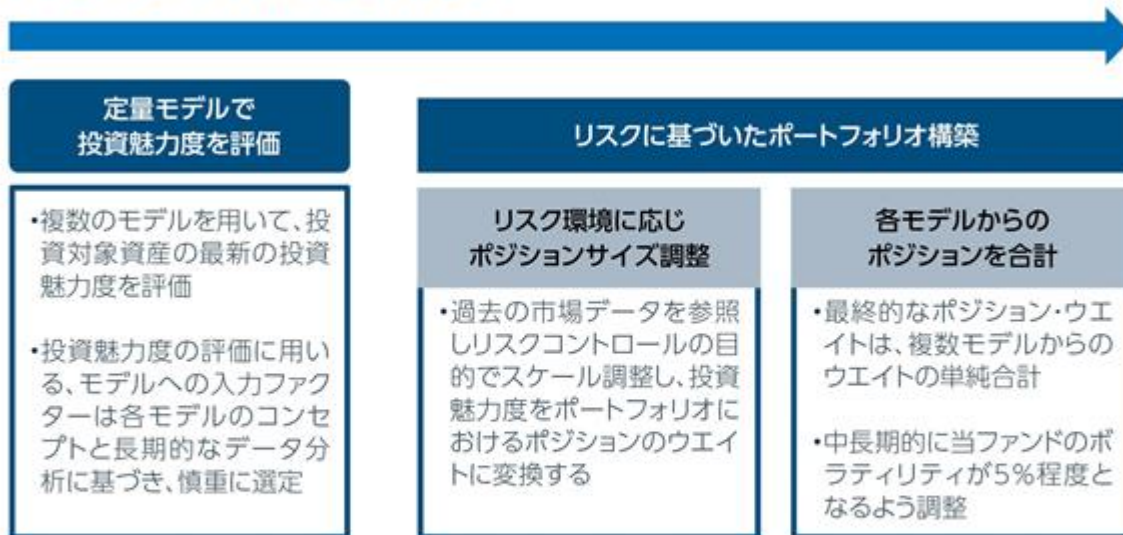 定量モデルで
投資魅力度を評価
・複数のモデルを用いて、投
資対象資産の最新の投資
魅力度を評価
・投資魅力度の評価に用い
る、モデルへの入力ファク
ターは各モデルのコンセ
プトと長期的なデータ分
析に基づき、慎重に選定
リスクに基づいたポートフォリオ構築
リスク環境に応じ
ポジションサイズ調整
・過去の市場データを参照
しリスクコントロールの目
的でスケール調整し、投資
魅力度をポートフォリオに
おけるポジションのウエイ
トに変換する
各モデルからの
ポジションを合計
・最終的なポジション・ウエ
イトは、複数モデルからの
ウエイトの単純合計
・中長期的に当ファンドのボ
ラティリティが5%程度と
なるよう調整